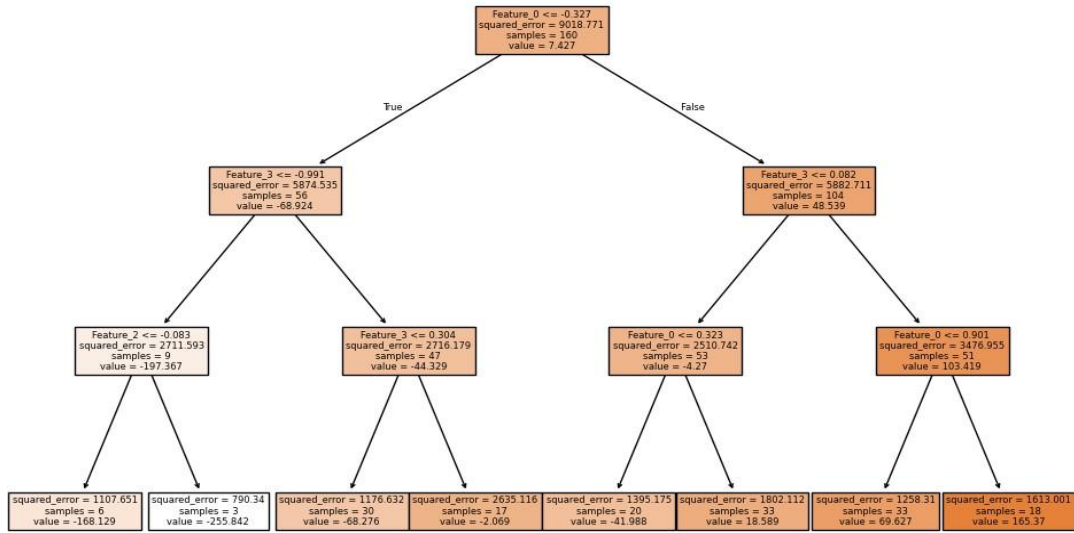 Feature_0 <= -0.327
squared_error = 9018.771
samples = 160
value = 7.427
True
False
Feature_3 <= -0.991
squared_error = 5874.535
samples = 56
value = -68.924
Feature_3 <= 0.082
squared_error = 5882.711
samples = 104
value = 48.539
Feature_2 <= -0.083
squared_error = 2711.593
samples = 9
value = -197.367
Feature_3 <= 0.304
squared_error = 2716.179
samples = 47
value = -44.329
Feature_0 <= 0.323
squared_error = 2510.742
samples = 53
value = -4.27
Feature_0 <= 0.901
squared_error = 3476.955
samples = 51
value = 103.419
squared_error = 1107.651
samples = 6
value = -168.129
squared_error = 790.34
samples = 3
value = -255.842
squared_error = 1176.632
samples = 30
value = -68.276
squared_error = 2635.116
samples = 17
value = -2.069
squared_error = 1395.175
samples = 20
value = -41.988
squared_error = 1802.112
samples = 33
value = 18.589
squared_error = 1258.31
samples = 33
value = 69.627
squared_error = 1613.001
samples = 18
value = 165.37